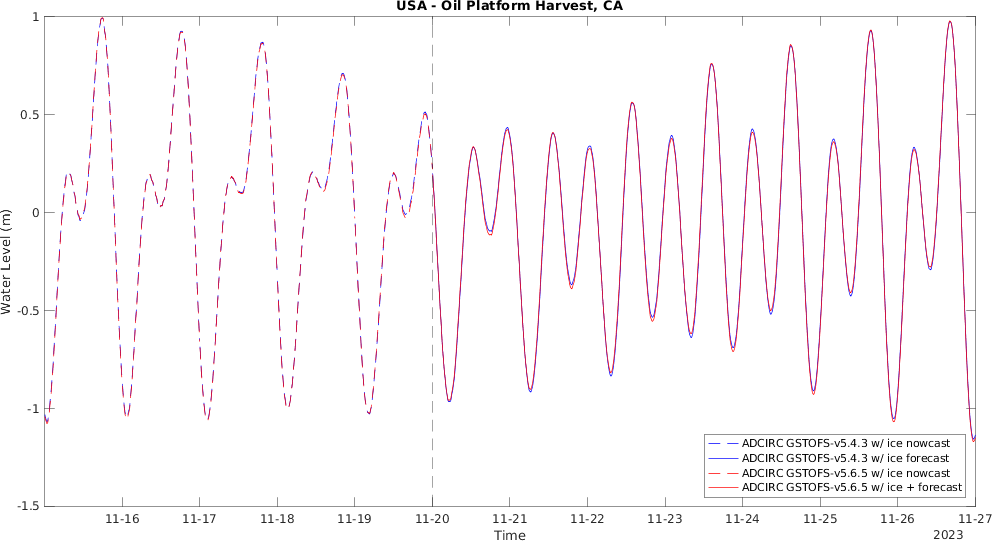 USA - Oil Platform Harvest, CA
1
0.5
0
-0.5
-1
-1.5
Water Level (m)
ADCIRC GSTOFS-v5.4.3 w/ ice nowcast
ADCIRC GSTOFS-v5.4.3 w/ ice forecast
ADCIRC GSTOFS-v5.6.5 w/ ice nowcast
ADCIRC GSTOFS-v5.6.5 w/ ice + forecast
11-16 11-17 11-18 11-19 11-20 11-21 11-22 11-23 11-24 11-25 11-26 11-27
Time
2023